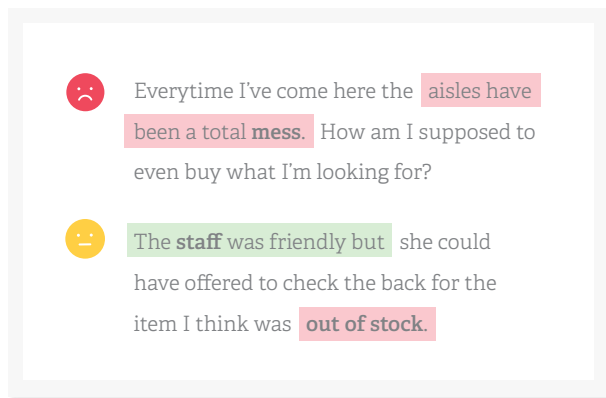 Everytime I've come here the aisles have
been a total mess. How am I supposed to
even buy what I'm looking for?
The staff was friendly but she could
have offered to check the back for the
item I think was out of stock.